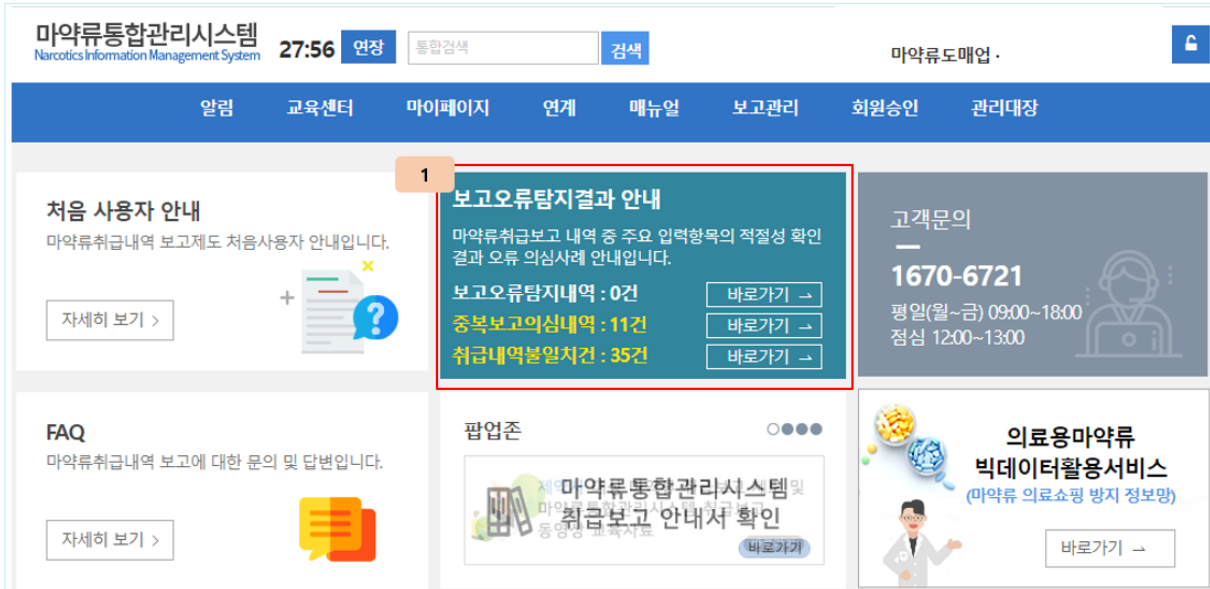 마약류통합관리시스템
Narcotics Information Management System
27:56 연장 통합검색 검색
마약류도매업 ·
알림 교육센터 마이페이지 연계 매뉴얼 보고관리 회원승인 관리대장
처음 사용자 안내
마약류취급내역 보고제도 처음사용자 안내입니다.
자세히 보기 >
1
보고오류탐지결과 안내
마약류취급보고 내역 중 주요 입력항목의 적절성 확인
결과 오류 의심사례 안내입니다.
보고오류탐지내역 : 0건 바로가기
중복보고의심내역 : 11건 바로가기
취급내역불일치건 : 35건 바로가기
고객문의
1670-6721
평일(월~금) 09:00~18:00
점심 12:00~13:00
FAQ
마약류취급내역 보고에 대한 문의 및 답변입니다.
자세히 보기 >
팝업존
마약류통합관리시스템
취급보고 안내서 확인
동영상 교육자료
바로가기
의료용마약류
빅데이터활용서비스
(마약류 의료쇼핑 방지 정보망)
바로가기